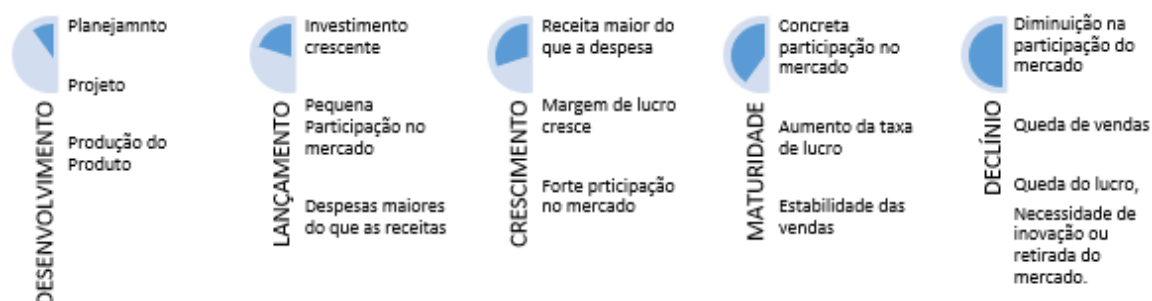 DESENVOLVIMENTO
Planejamnto
Projeto
Produção do
Produto
LANÇAMENTO
Investimento
crescente
Pequena
Participação no
mercado
Despesas maiores
do que as receitas
CRESCIMENTO
Receita maior do
que a despesa
Margem de lucro
cresce
Forte prticipação
no mercado
MATURIDADE
Concreta
participação no
mercado
Aumento da taxa
de lucro
Estabilidade das
vendas
DECLÍNIO
Diminuição na
participação do
mercado
Queda de vendas
Queda do lucro,
Necessidade de
inovação ou
retirada do
mercado.